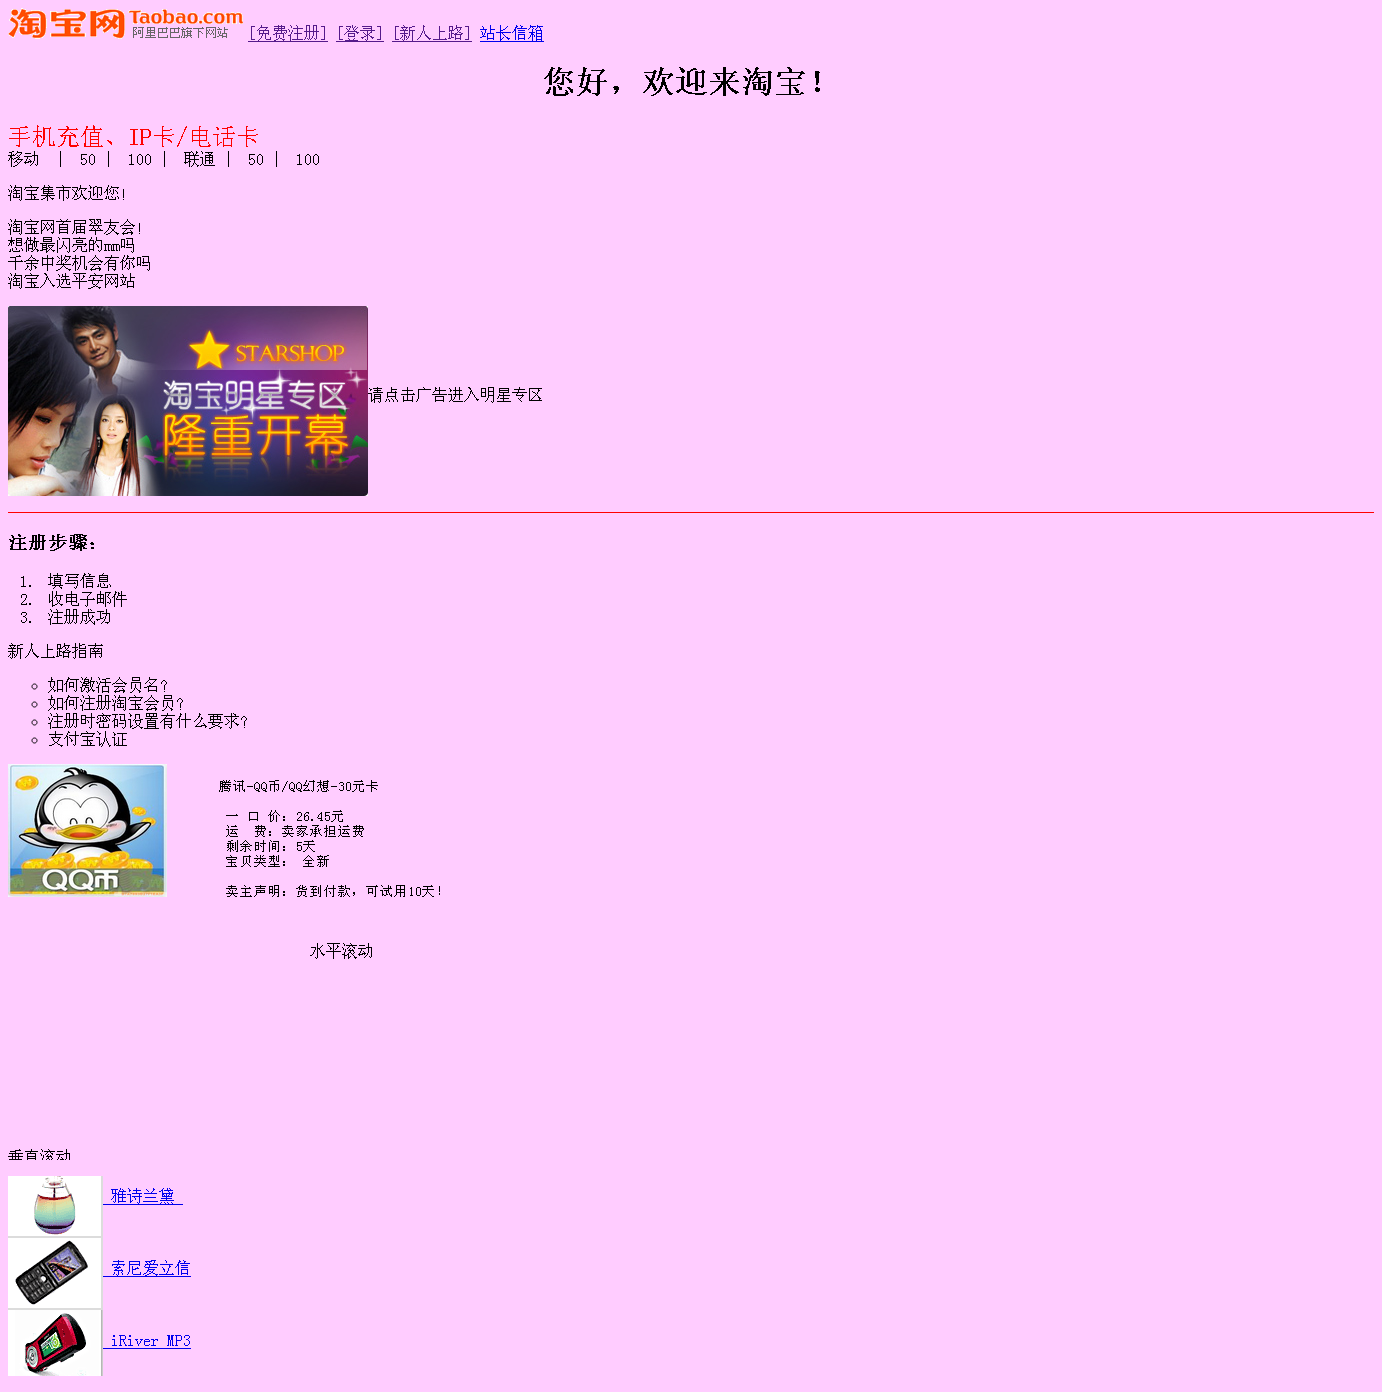 淘宝网 Taobao.com
阿里巴巴旗下网站
[免费注册] [登录] [新人上路] 站长信箱
您好，欢迎来淘宝！
手机充值、IP卡/电话卡
移动 | 50 | 100 | 联通 | 50 | 100
淘宝集市欢迎您!
淘宝网首届翠友会!
想做最闪亮的mm吗
千余中奖机会有你吗
淘宝入选平安网站
STARSHOP
淘宝明星专区
隆重开幕
请点击广告进入明星专区
注册步骤：
1. 填写信息
2. 收电子邮件
3. 注册成功
新人上路指南
如何激活会员名?
如何注册淘宝会员?
注册时密码设置有什么要求?
支付宝认证
QQ币
腾讯-QQ币/QQ幻想-30元卡
一 口 价：26.45元
运 费：卖家承担运费
剩余时间：5天
宝贝类型： 全新
卖主声明：货到付款，可试用10天！
水平滚动
垂直滚动
雅诗兰黛
索尼爱立信
iRiver MP3